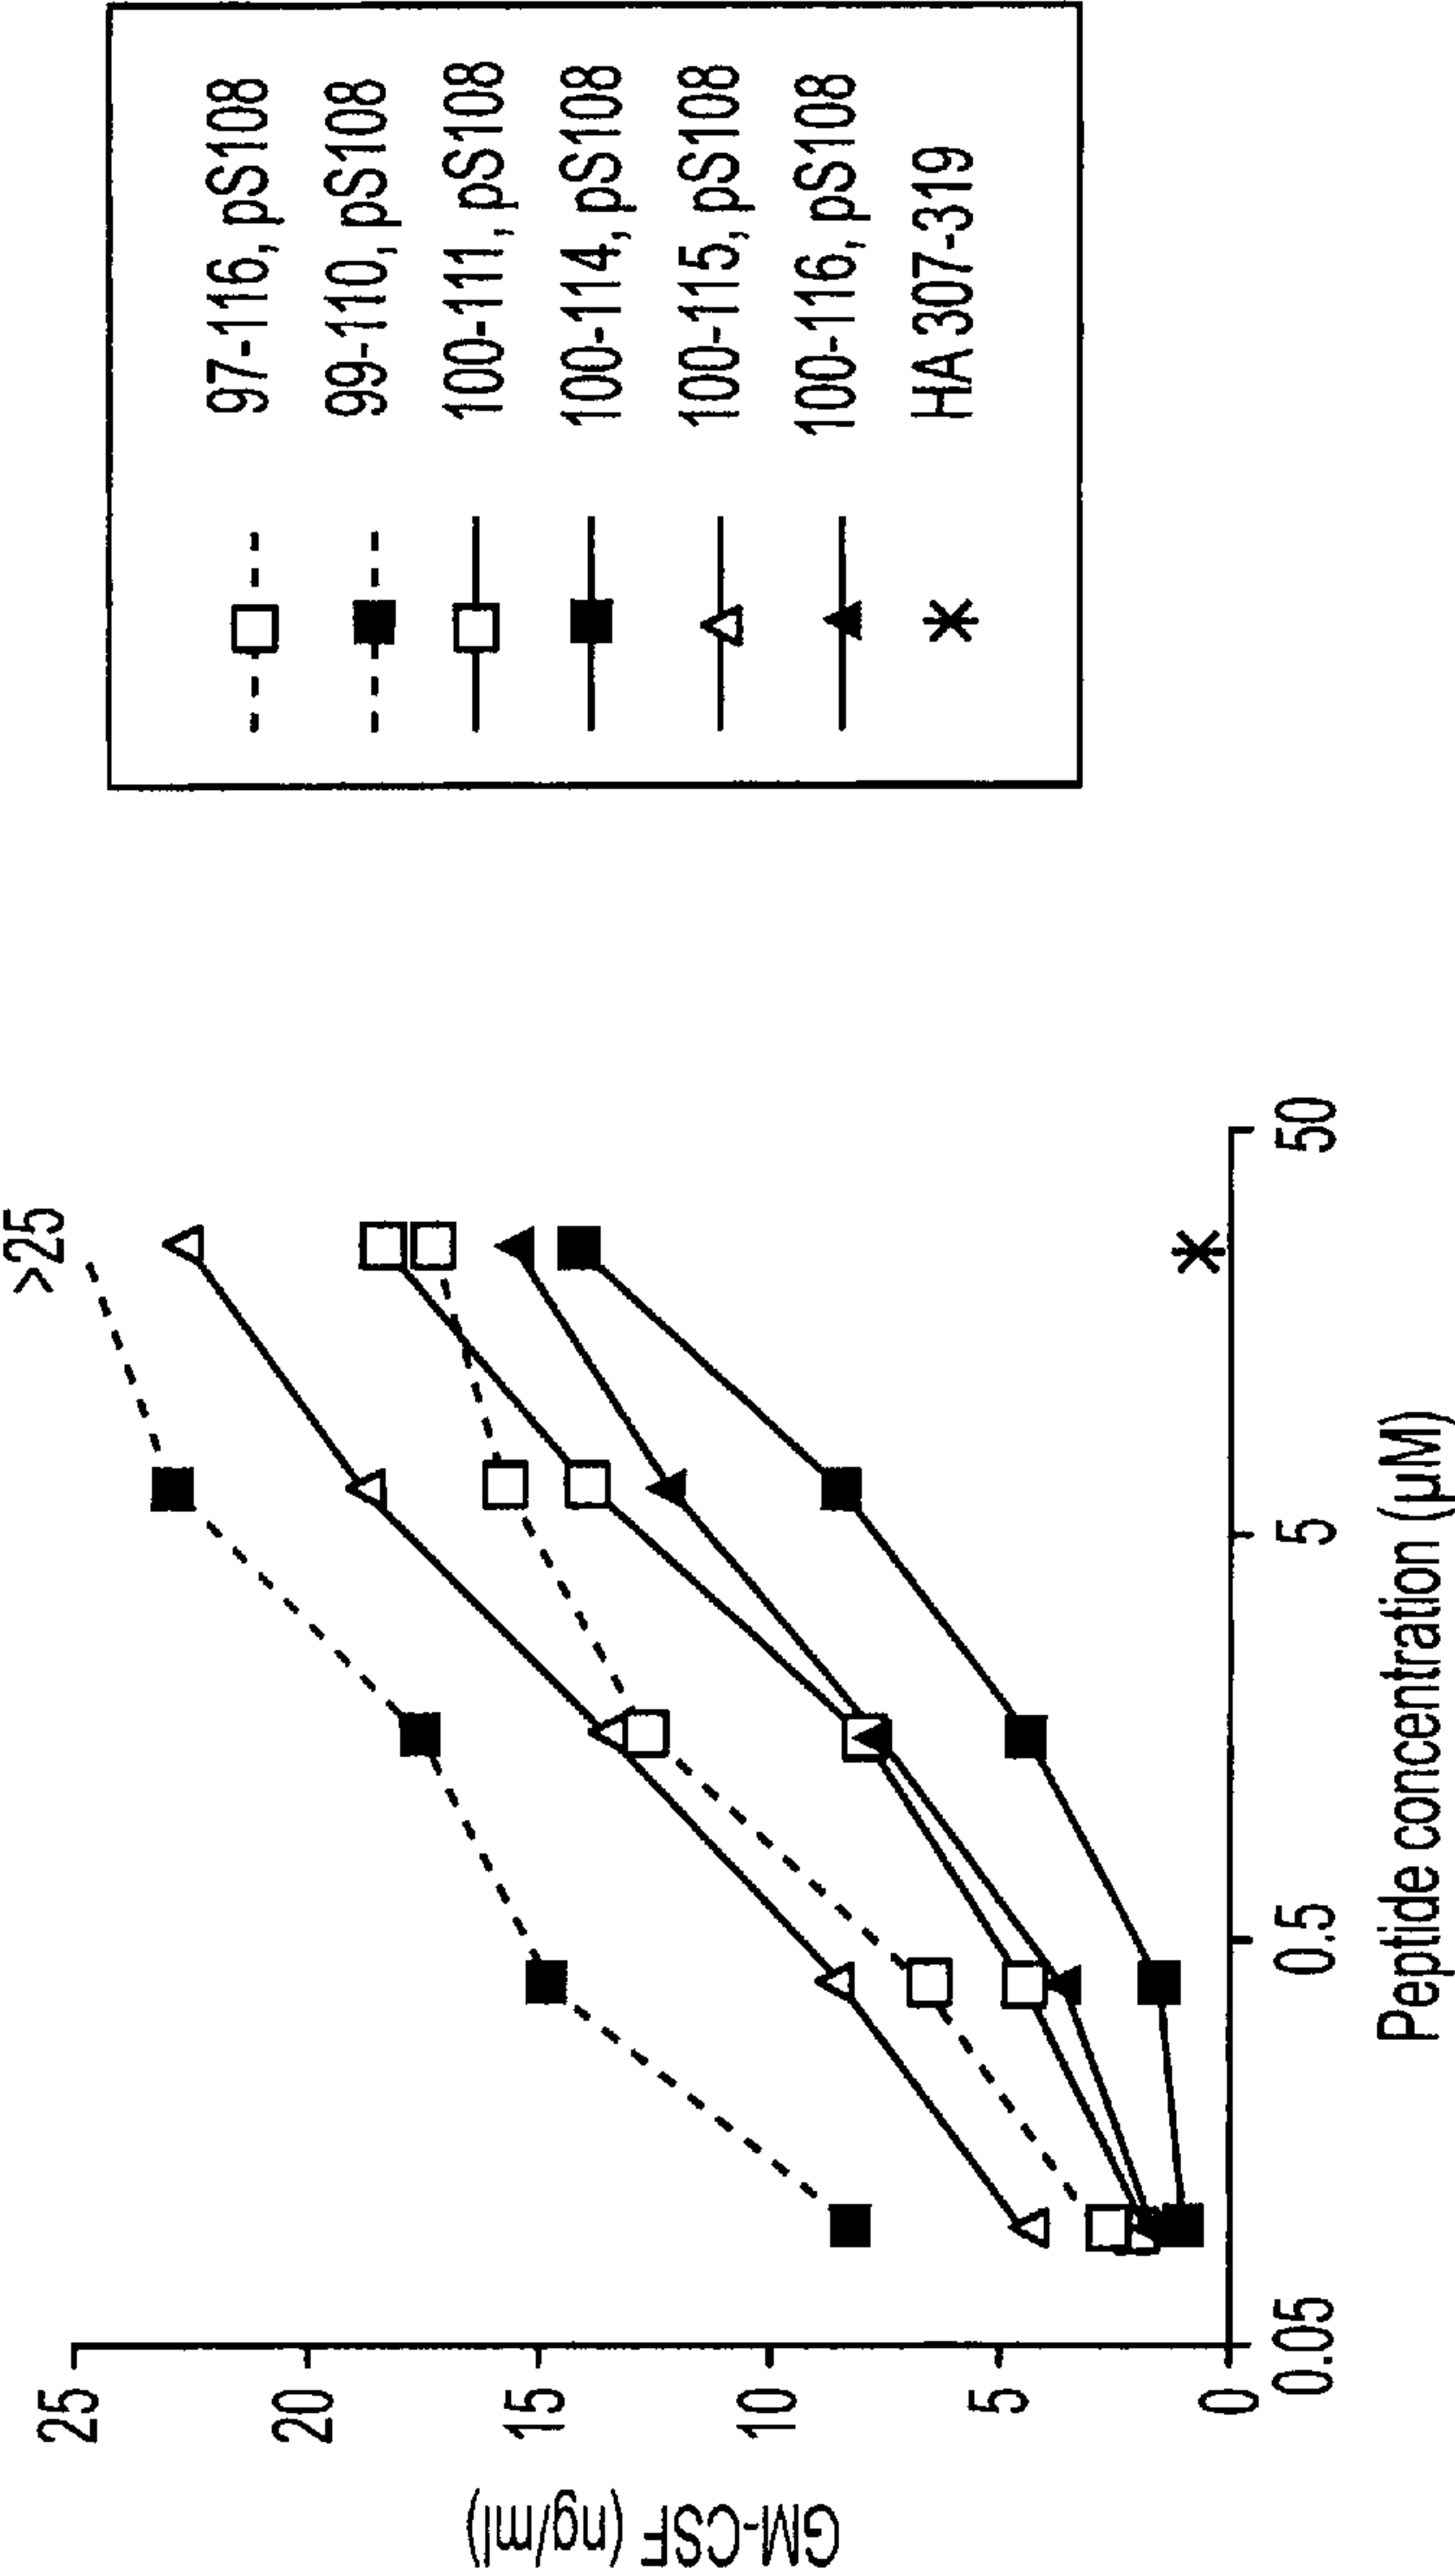 GM-CSF (ng/ml)
25
20
15
10
5
0
>25
0.05
0.5
5
50
Peptide concentration (µM)
97-116, pS108
99-110, pS108
100-111, pS108
100-114, pS108
100-115, pS108
100-116, pS108
HA 307-319